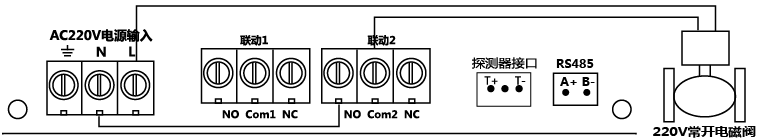 AC220V电源输入
N L
联动1
NO Com1 NC
联动2
NO Com2 NC
探测器接口
T+ T-
RS485
A+ B-
220V常开电磁阀